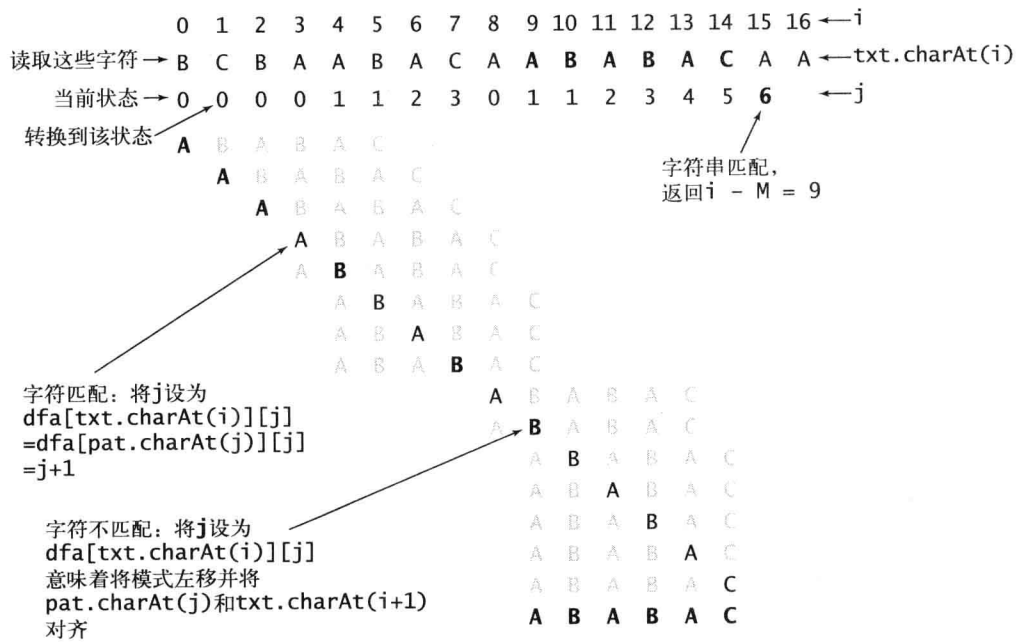 0 1 2 3 4 5 6 7 8 9 10 11 12 13 14 15 16 ←i
读取这些字符→ B C B A A B A C A A B A B A C A A ←txt.charAt(i)
当前状态→ 0 0 0 0 1 1 2 3 0 1 1 2 3 4 5 6 ←j
转换到该状态
A B A B A C
字符串匹配，
返回i - M = 9
A B A B A C
A B A B A C
A B A B A C
A B A B A C
A B A B A C
A B A B A C
A B A B A C
字符匹配：将j设为
dfa[txt.charAt(i)][j]
=dfa[pat.charAt(j)][j]
=j+1
A B A B A C
A B A B A C
A B A B A C
A B A B A C
A B A B A C
A B A B A C
A B A B A C
A B A B A C
字符不匹配：将j设为
dfa[txt.charAt(i)][j]
意味着将模式左移并将
pat.charAt(j)和txt.charAt(i+1)
对齐